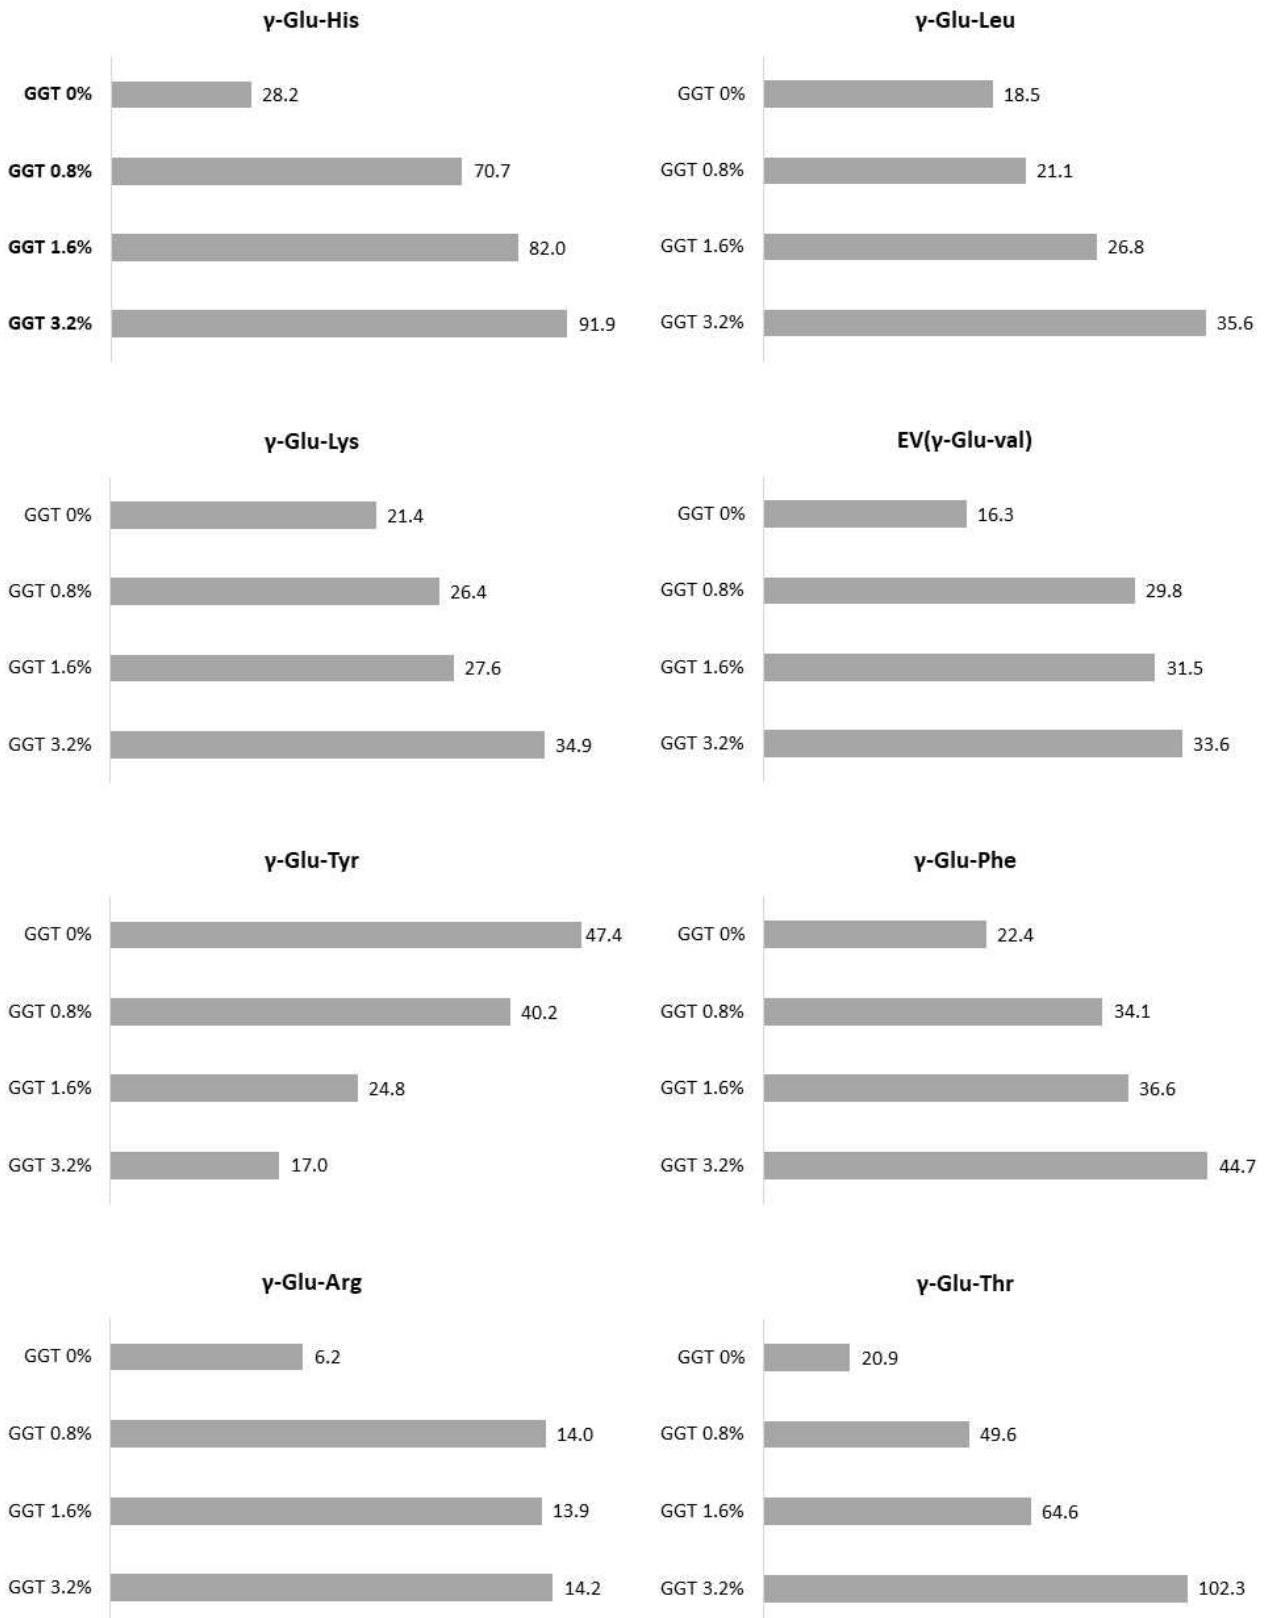 γ-Glu-His
GGT 0%
28.2
GGT 0.8%
70.7
GGT 1.6%
82.0
GGT 3.2%
91.9
γ-Glu-Leu
GGT 0%
18.5
GGT 0.8%
21.1
GGT 1.6%
26.8
GGT 3.2%
35.6
γ-Glu-Lys
GGT 0%
21.4
GGT 0.8%
26.4
GGT 1.6%
27.6
GGT 3.2%
34.9
EV(γ-Glu-val)
GGT 0%
16.3
GGT 0.8%
29.8
GGT 1.6%
31.5
GGT 3.2%
33.6
γ-Glu-Tyr
GGT 0%
47.4
GGT 0.8%
40.2
GGT 1.6%
24.8
GGT 3.2%
17.0
γ-Glu-Phe
GGT 0%
22.4
GGT 0.8%
34.1
GGT 1.6%
36.6
GGT 3.2%
44.7
γ-Glu-Arg
GGT 0%
6.2
GGT 0.8%
14.0
GGT 1.6%
13.9
GGT 3.2%
14.2
γ-Glu-Thr
GGT 0%
20.9
GGT 0.8%
49.6
GGT 1.6%
64.6
GGT 3.2%
102.3